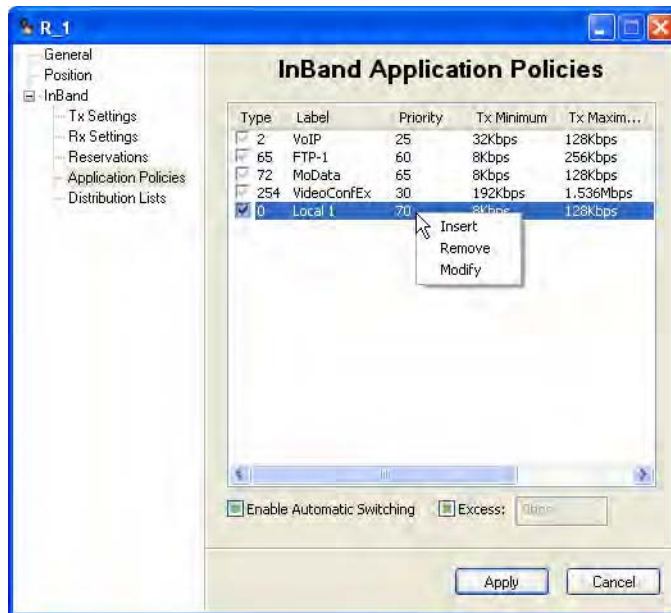 R_1
General
Position
InBand
Tx Settings
Rx Settings
Reservations
Application Policies
Distribution Lists
InBand Application Policies
Type Label Priority Tx Minimum Tx Maxim...
2 VoIP 25 32Kbps 128Kbps
65 FTP-1 60 8Kbps 256Kbps
72 MoData 65 8Kbps 128Kbps
254 VideoConfEx 30 192Kbps 1.536Mbps
0 Local 1 70 8Kbps 128Kbps
Insert
Remove
Modify
Enable Automatic Switching Excess: 0bps
Apply Cancel